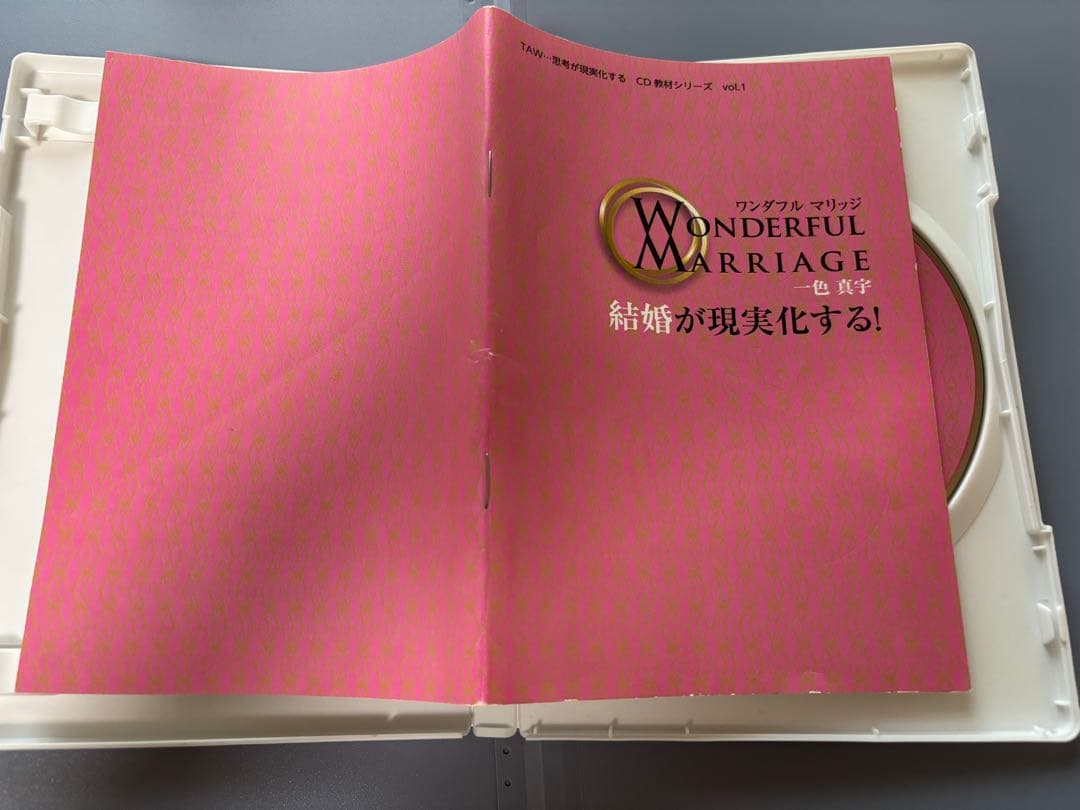 TAW…思考が現実化する CD教材シリーズ vol.1
ワンダフル マリッジ
WONDERFUL
MARRIAGE
一色 真宇
結婚が現実化する!